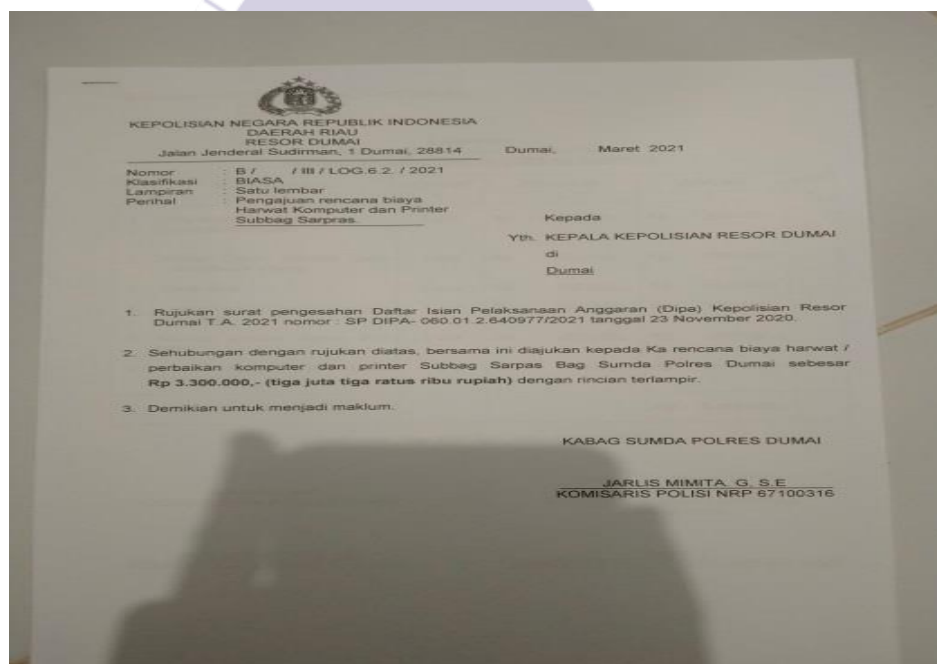 KEPOLISIAN NEGARA REPUBLIK INDONESIA
DAERAH RIAU
RESOR DUMAI
Jalan Jenderal Sudirman, 1 Dumai, 28814
Dumai, Maret 2021
Nomor : B / / III / LOG.6.2. / 2021
Klasifikasi : BIASA
Lampiran : Satu lembar
Perihal : Pengajuan rencana biaya
Harwat Komputer dan Printer
Subbag Sarpras.
Kepada
Yth. KEPALA KEPOLISIAN RESOR DUMAI
di
Dumai
1. Rujukan surat pengesahan Daftar Isian Pelaksanaan Anggaran (Dipa) Kepolisian Resor
Dumai T.A. 2021 nomor : SP DIPA- 060.01.2.640977/2021 tanggal 23 November 2020.
2. Sehubungan dengan rujukan diatas, bersama ini diajukan kepada Ka rencana biaya harwat /
perbaikan komputer dan printer Subbag Sarpas Bag Sumda Polres Dumai sebesar
Rp 3.300.000,- (tiga juta tiga ratus ribu rupiah) dengan rincian terlampir.
3. Demikian untuk menjadi maklum.
KABAG SUMDA POLRES DUMAI
JARLIS MIMITA. G, S.E
KOMISARIS POLISI NRP 67100316